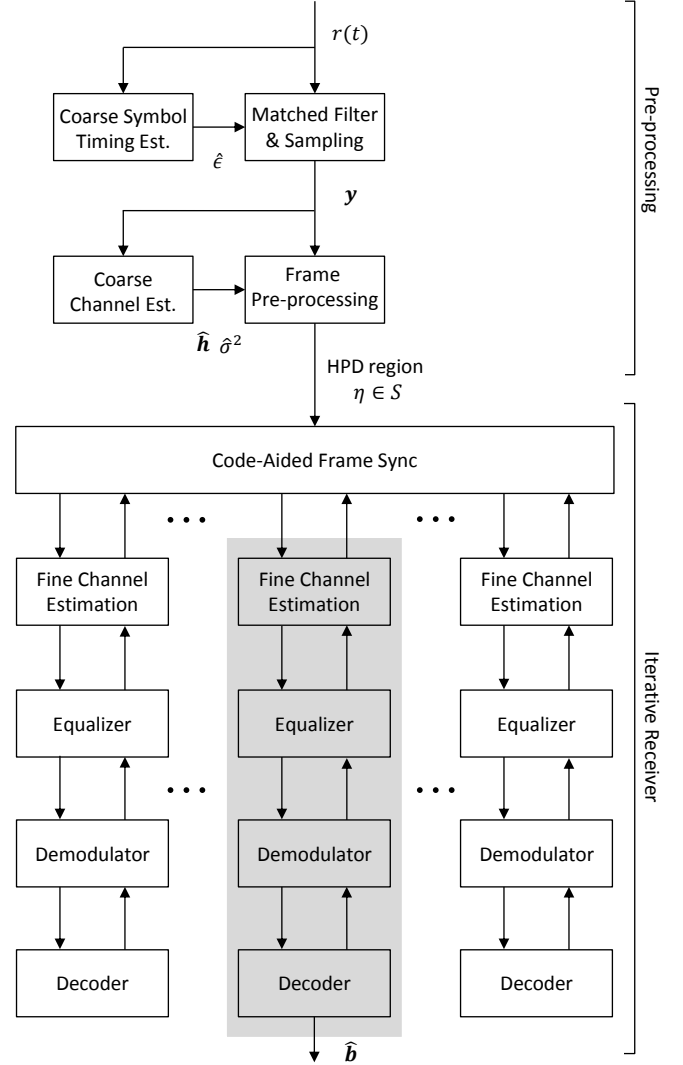 r(t)
Coarse Symbol
Timing Est.
Matched Filter
& Sampling
ϵ̂
y
Coarse
Channel Est.
Frame
Pre-processing
ĥ σ̂²
HPD region
η ∈ S
Pre-processing
Code-Aided Frame Sync
• • •
• • •
Fine Channel
Estimation
Fine Channel
Estimation
Fine Channel
Estimation
Equalizer
Equalizer
Equalizer
• • •
• • •
Demodulator
Demodulator
Demodulator
Decoder
Decoder
Decoder
b̂
Iterative Receiver